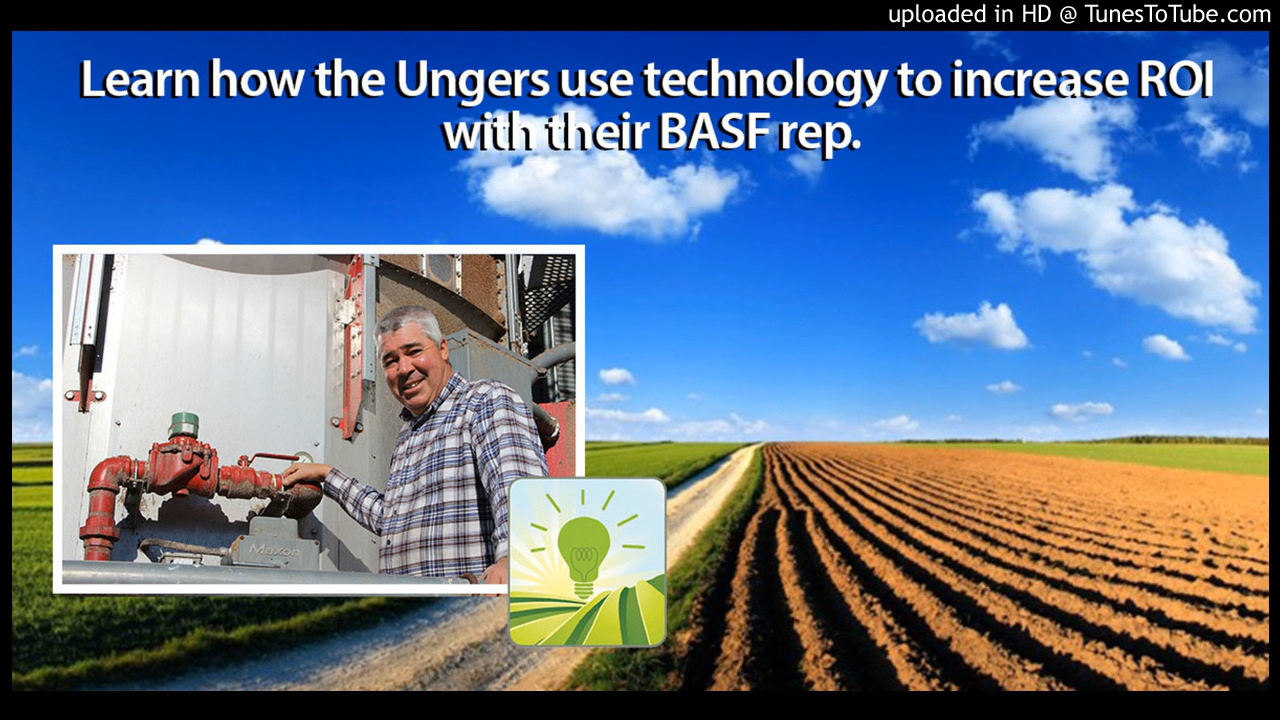 uploaded in HD @ TunesToTube.com
Learn how the Ungers use technology to increase ROI
with their BASF rep.
Maxon